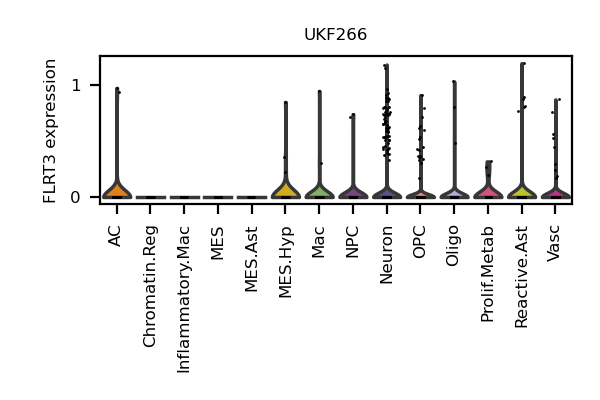 UKF266
FLRT3 expression
1
0
AC
Chromatin.Reg
Inflammatory.Mac
MES
MES.Ast
MES.Hyp
Mac
NPC
Neuron
OPC
Oligo
Prolif.Metab
Reactive.Ast
Vasc